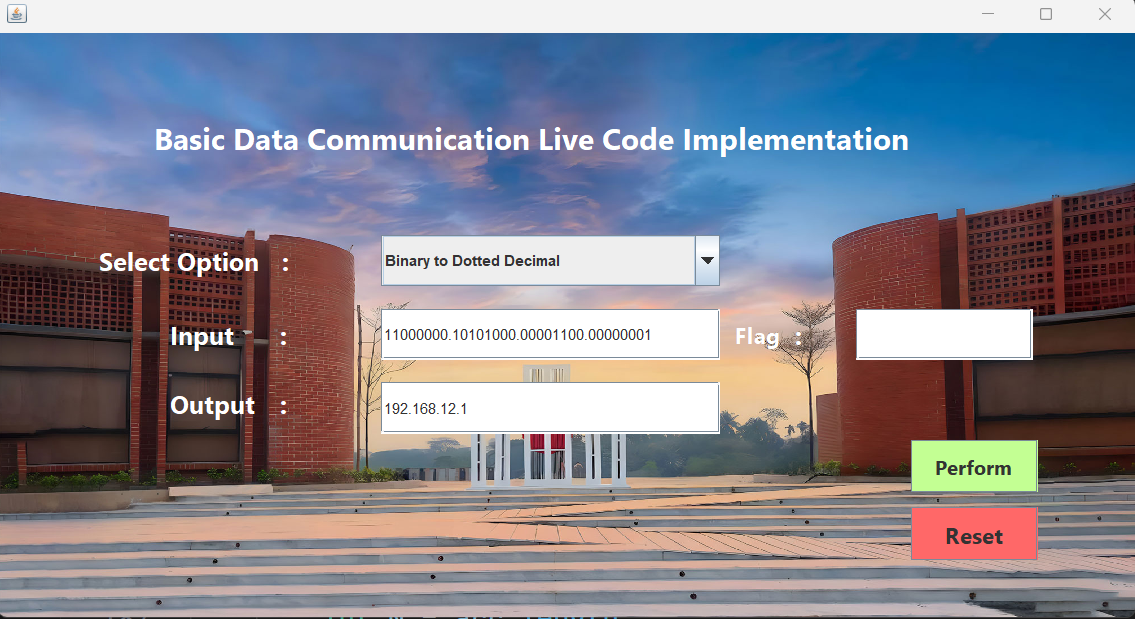 Basic Data Communication Live Code Implementation
Select Option :
Binary to Dotted Decimal
Input :
11000000.10101000.00001100.00000001
Flag :
Output :
192.168.12.1
Perform
Reset